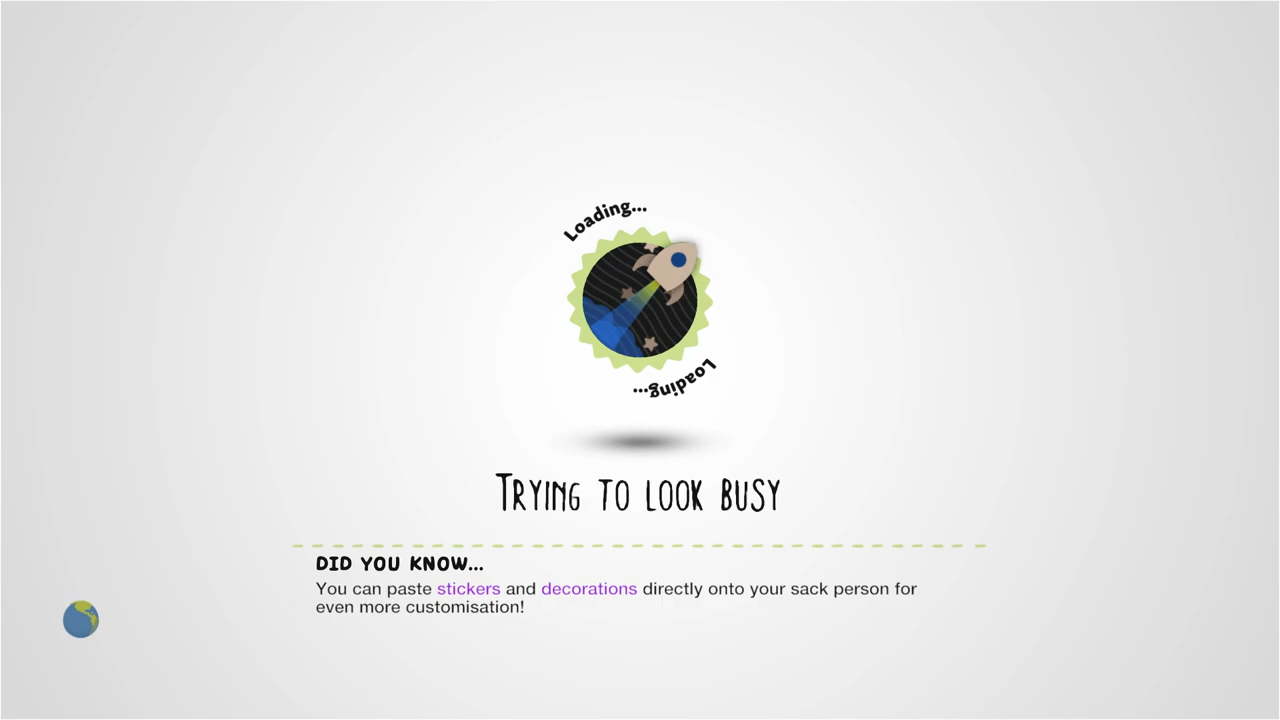 Loading...
Loading...
Trying to look busy
DID YOU KNOW...
You can paste stickers and decorations directly onto your sack person for
even more customisation!